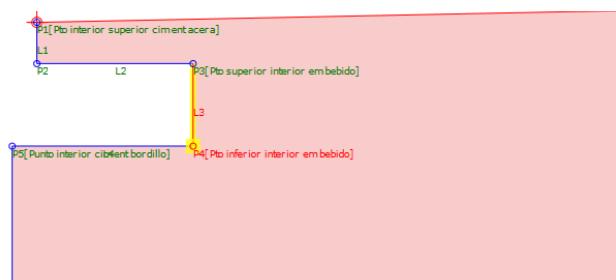 P1[Pto interior superior cimentacera]
L1
P2 L2 P3[Pto superior interior embebido]
L3
P5[Punto interior cimentbordillo] P4[Pto inferior interior embebido]